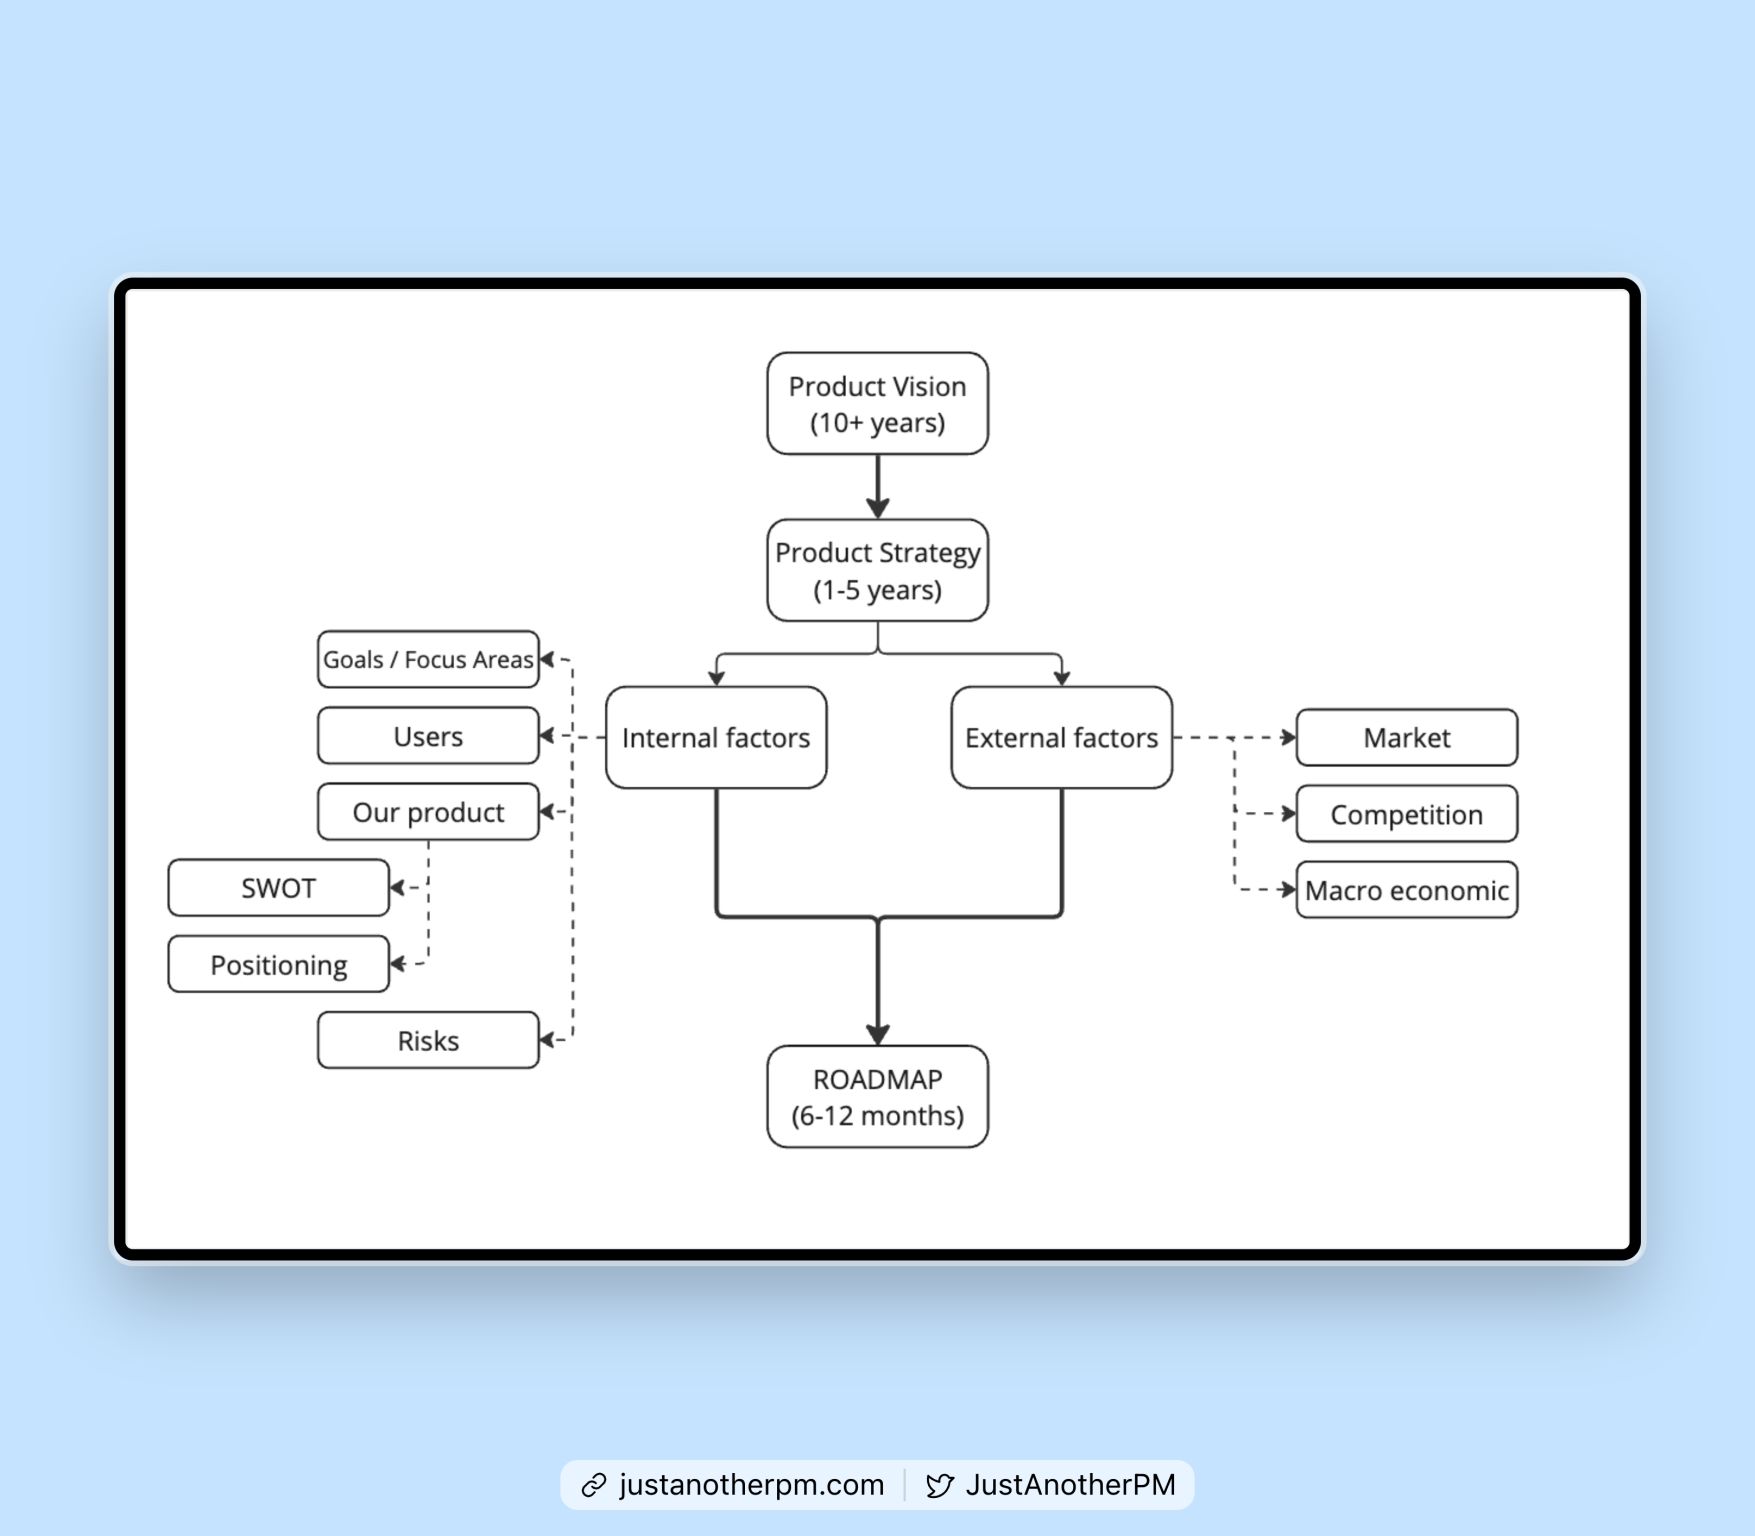 Product Vision
(10+ years)
Product Strategy
(1-5 years)
Internal factors
External factors
Goals / Focus Areas
Users
Our product
SWOT
Positioning
Risks
Market
Competition
Macro economic
ROADMAP
(6-12 months)
justanotherpm.com
JustAnotherPM